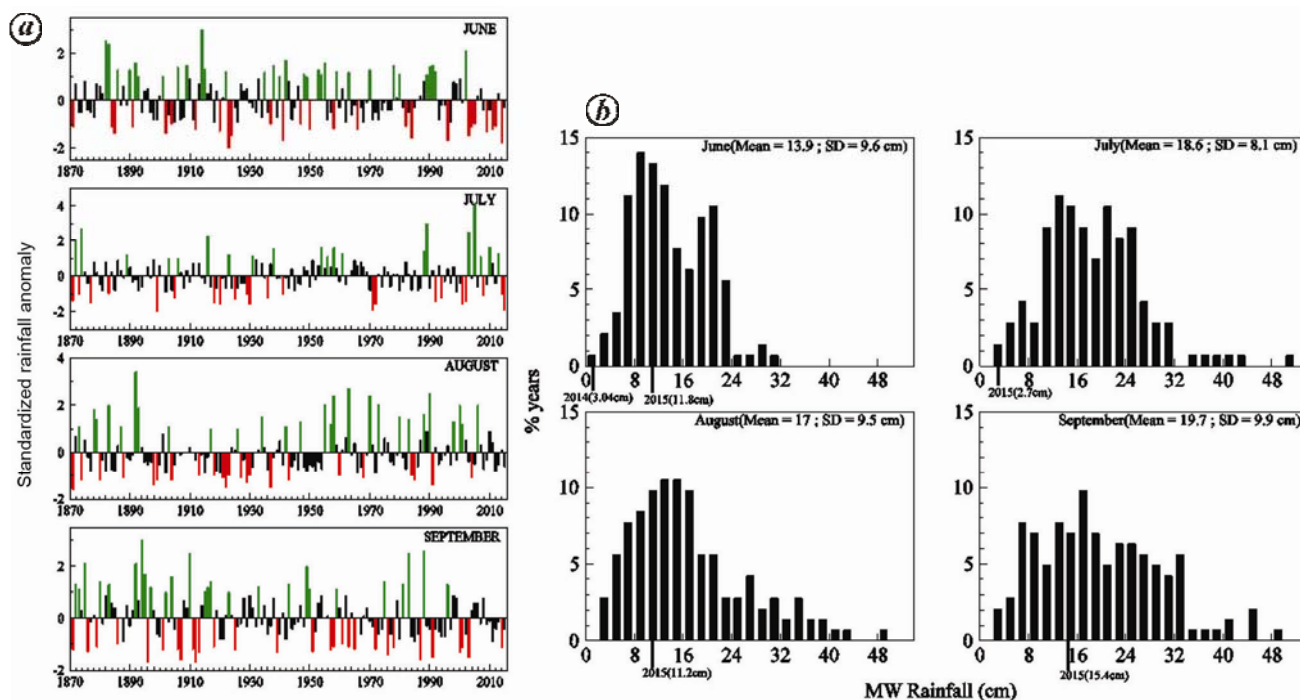 a
Standardized rainfall anomaly
JUNE
2
0
-2
1870 1890 1910 1930 1950 1970 1990 2010
JULY
4
2
0
-2
1870 1890 1910 1930 1950 1970 1990 2010
AUGUST
4
2
0
-2
1870 1890 1910 1930 1950 1970 1990 2010
SEPTEMBER
2
0
-2
1870 1890 1910 1930 1950 1970 1990 2010
b
% years
June(Mean = 13.9 ; SD = 9.6 cm)
15
10
5
0
0 8 16 24 32 40 48
2014(3.04cm) 2015(11.8cm)
July(Mean = 18.6 ; SD = 8.1 cm)
15
10
5
0
0 8 16 24 32 40 48
2015(2.7cm)
August(Mean = 17 ; SD = 9.5 cm)
15
10
5
0
0 8 16 24 32 40 48
2015(11.2cm)
September(Mean = 19.7 ; SD = 9.9 cm)
15
10
5
0
0 8 16 24 32 40 48
2015(15.4cm)
MW Rainfall (cm)